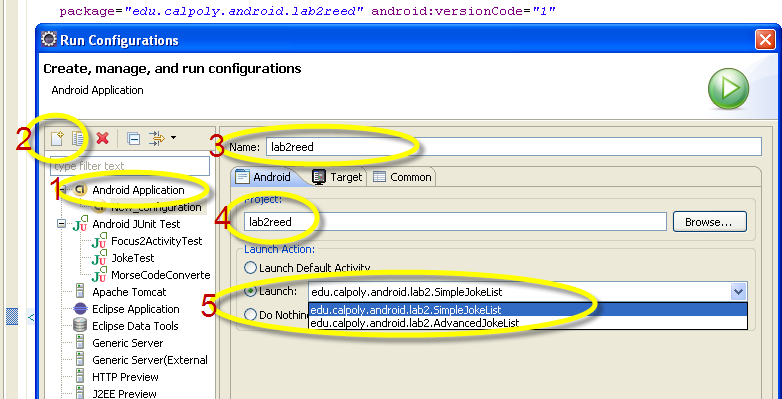 package="edu.calpoly.android.lab2reed" android:versionCode="1"
Run Configurations
Create, manage, and run configurations
Android Application
2
type filter text
1
Android Application
New_configuration
Android JUnit Test
Focus2ActivityTest
JokeTest
MorseCodeConverte
Apache Tomcat
Eclipse Application
Eclipse Data Tools
Generic Server
Generic Server(External
HTTP Preview
J2EE Preview
3
Name: lab2reed
Android Target Common
Project:
4
lab2reed Browse...
Launch Action:
Launch Default Activity
5
Launch: edu.calpoly.android.lab2.SimpleJokeList
edu.calpoly.android.lab2.SimpleJokeList
Do Nothin edu.calpoly.android.lab2.AdvancedJokeList
<